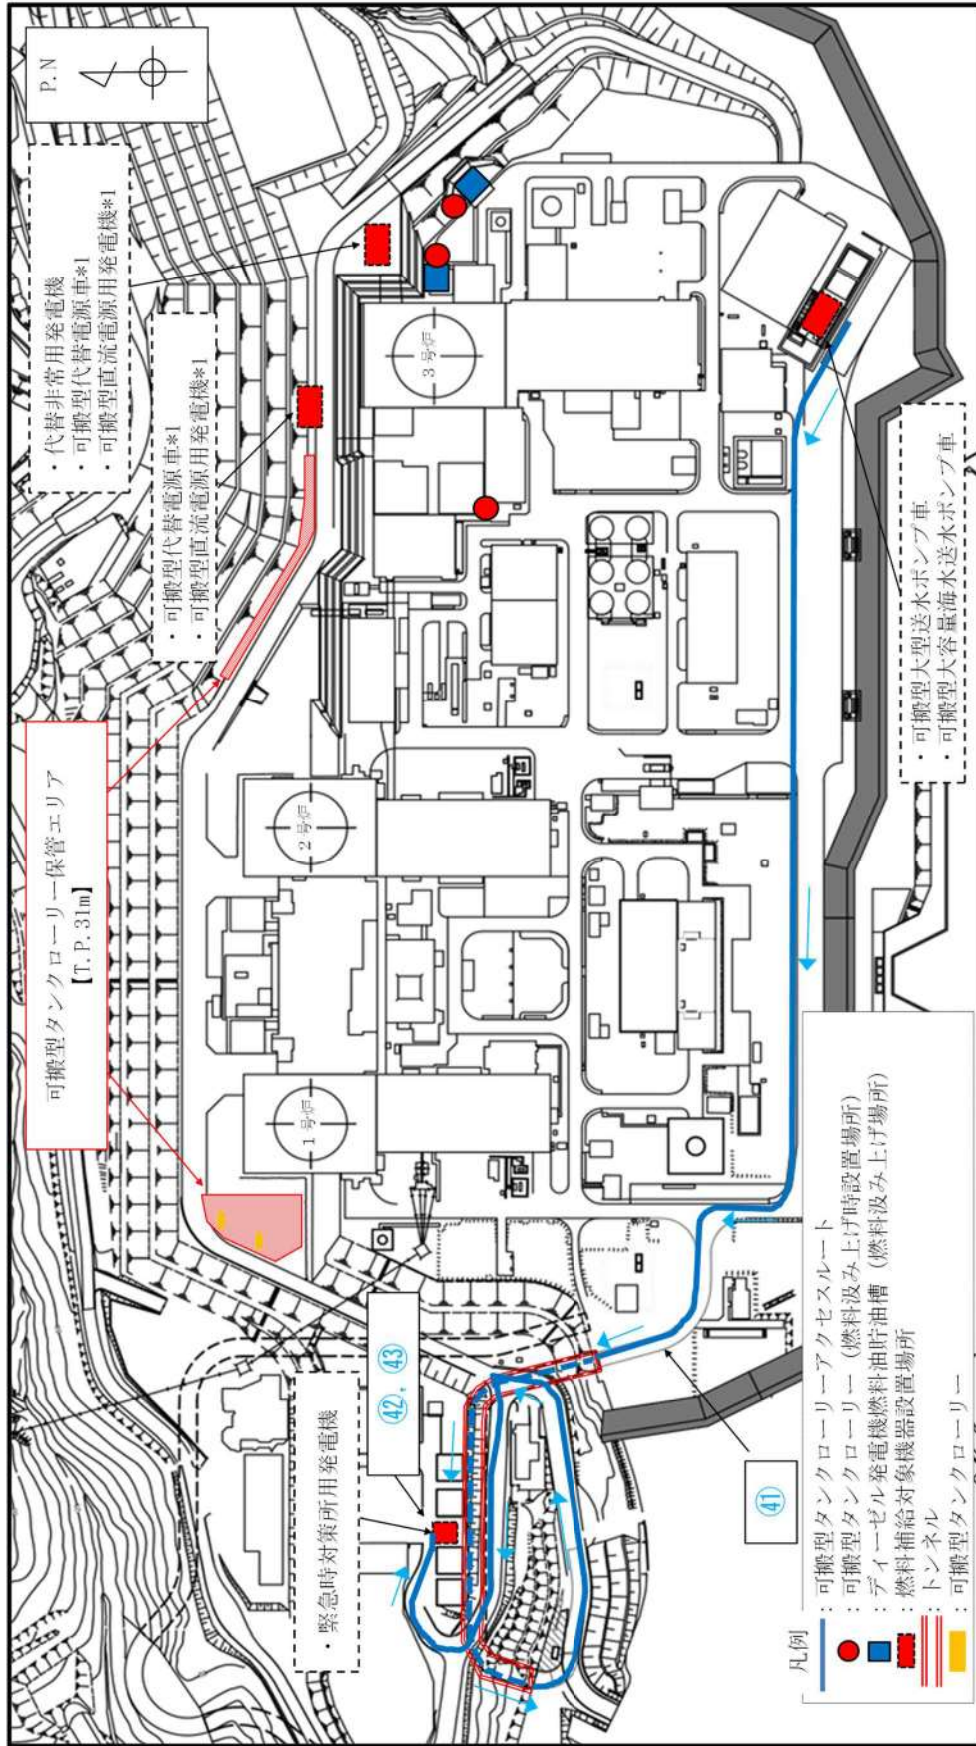 P.N
・代替非常用発電機
・可搬型代替電源車*1
・可搬型直流電源用発電機*1
・可搬型代替電源車*1
・可搬型直流電源用発電機*1
可搬型タンクローリー保管エリア
【T.P.31m】
3号炉
2号炉
1号炉
・緊急時対策所用発電機
㊷，㊸
㊶
・可搬型大型送水ポンプ車
・可搬型大容量海水送水ポンプ車
凡例
：可搬型タンクローリーアクセスルート
：可搬型タンクローリー（燃料汲み上げ時設置場所）
：ディーゼル発電機燃料油貯油槽（燃料汲み上げ場所）
：燃料補給対象機器設置場所
：トンネル
：可搬型タンクローリー